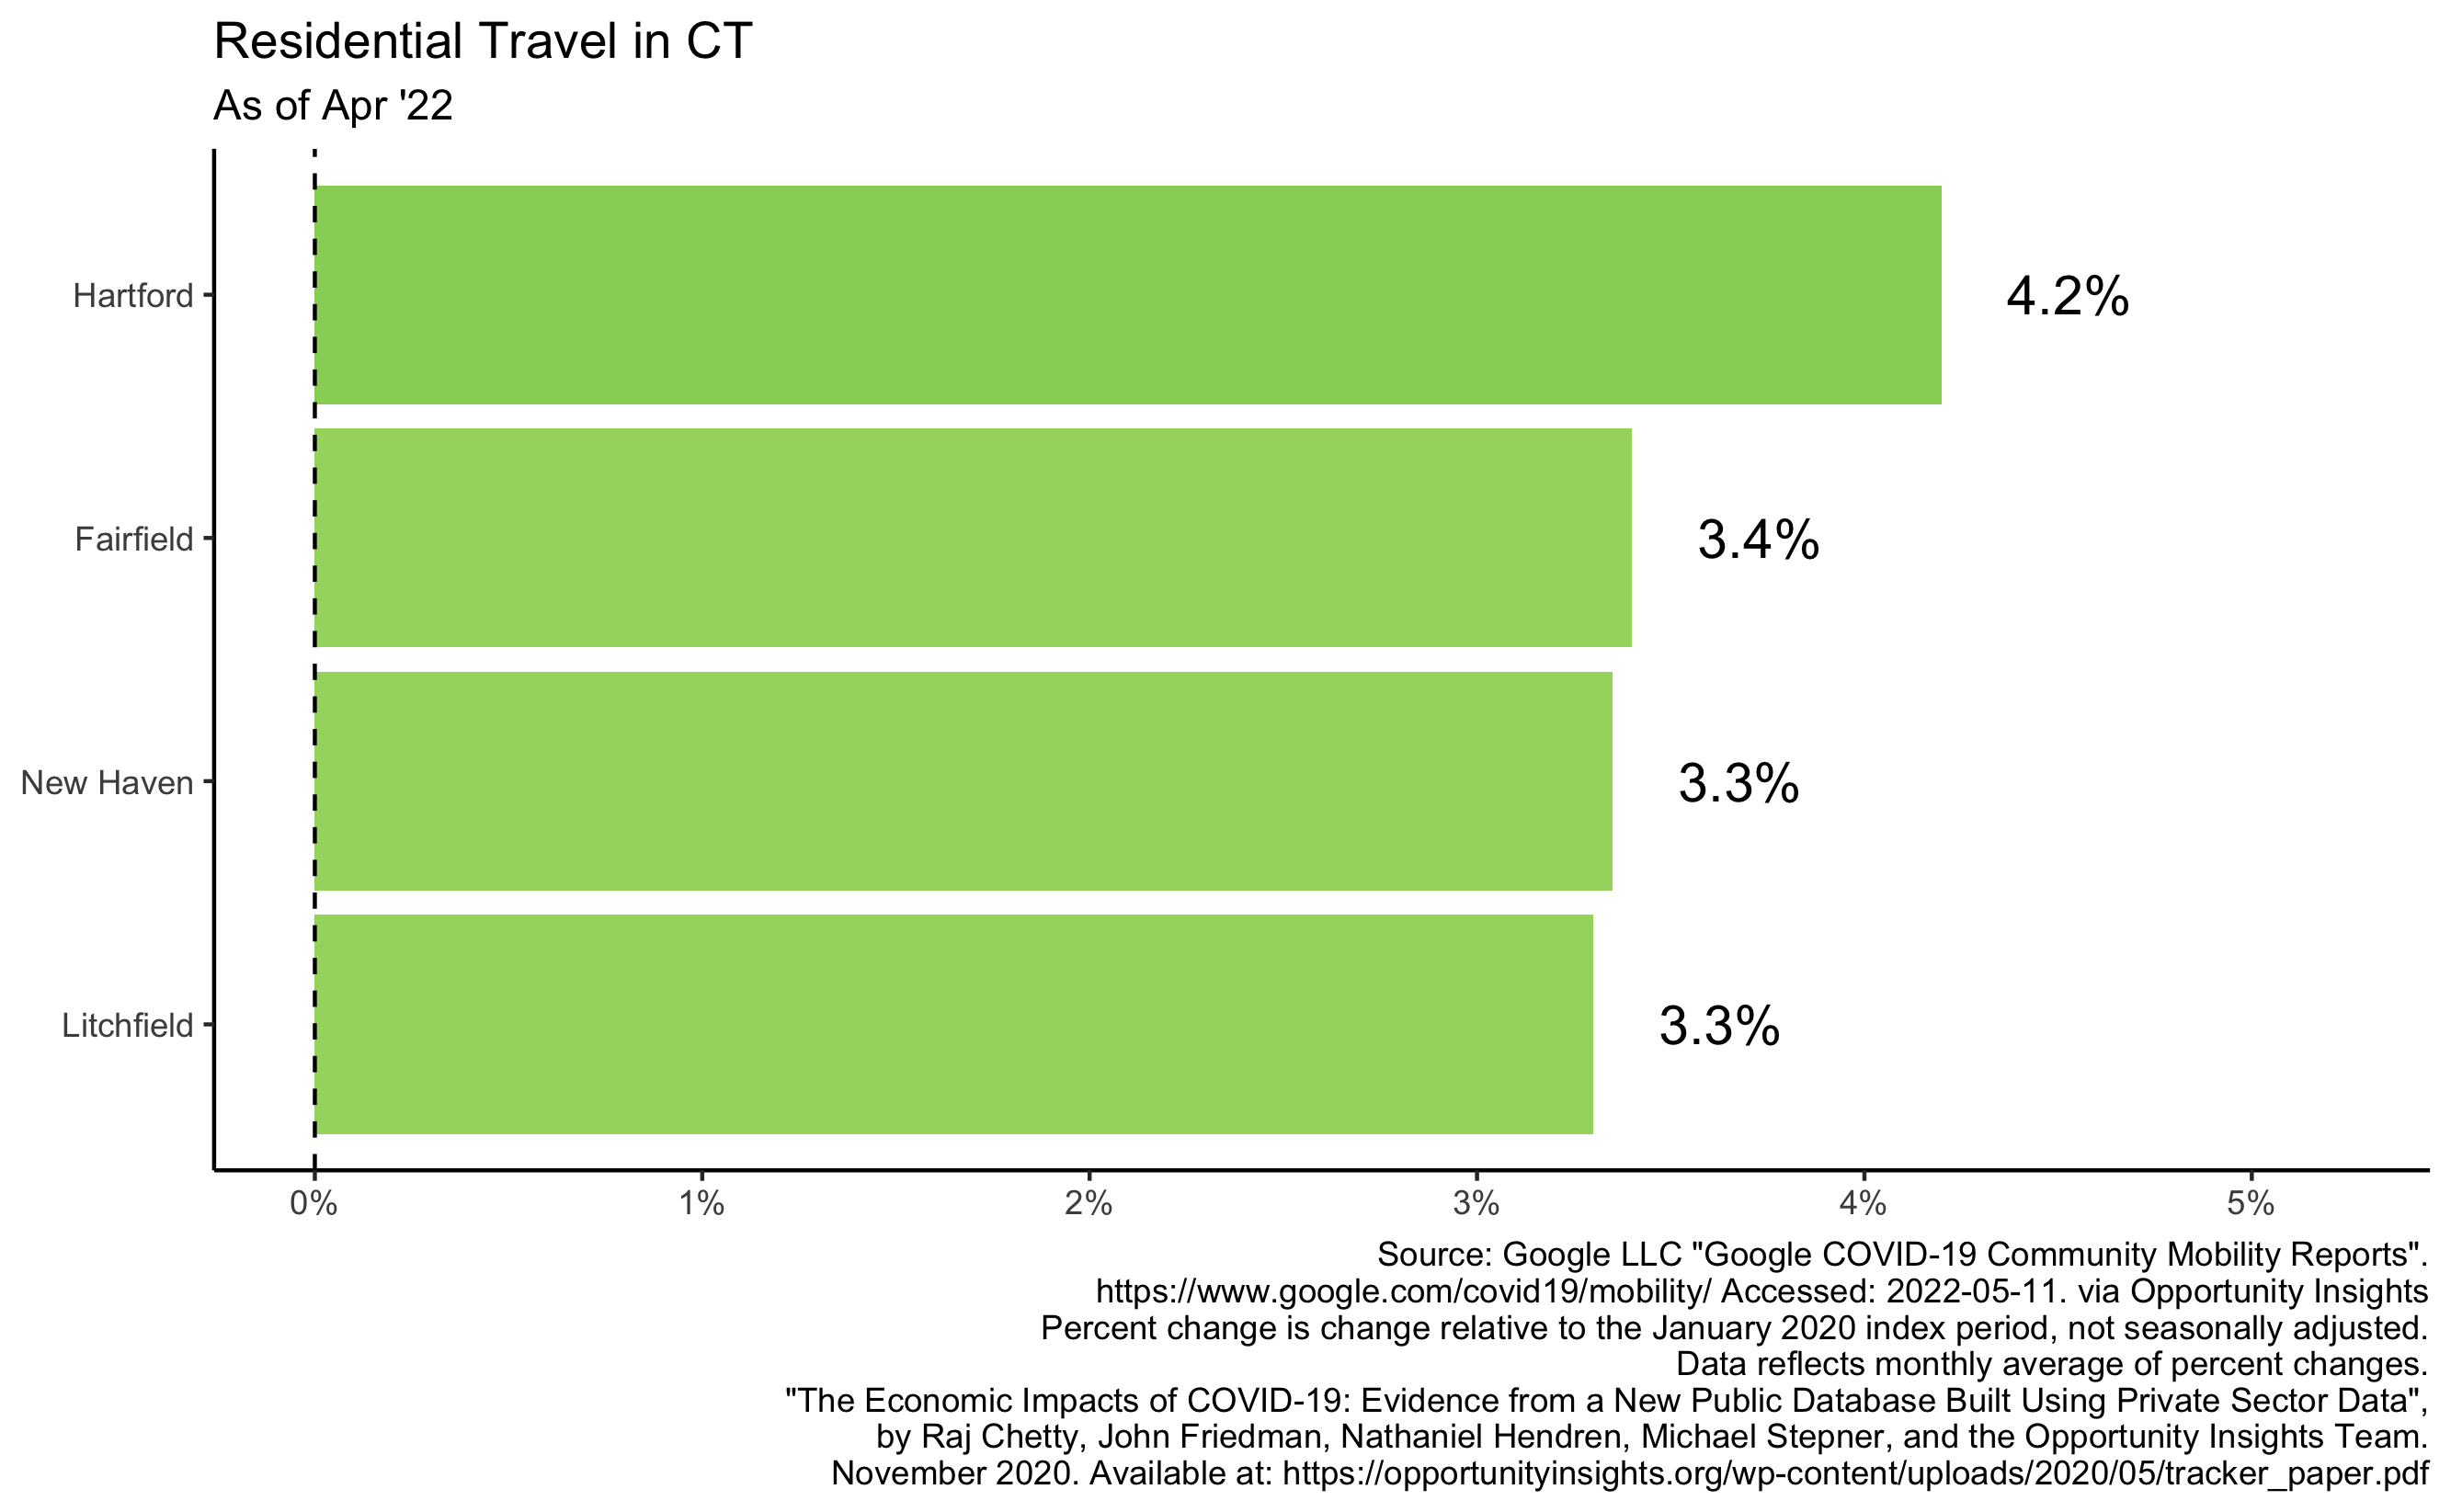 Residential Travel in CT
As of Apr '22
Hartford
4.2%
Fairfield
3.4%
New Haven
3.3%
Litchfield
3.3%
0% 1% 2% 3% 4% 5%
Source: Google LLC "Google COVID-19 Community Mobility Reports".
https://www.google.com/covid19/mobility/ Accessed: 2022-05-11. via Opportunity Insights
Percent change is change relative to the January 2020 index period, not seasonally adjusted.
Data reflects monthly average of percent changes.
"The Economic Impacts of COVID-19: Evidence from a New Public Database Built Using Private Sector Data",
by Raj Chetty, John Friedman, Nathaniel Hendren, Michael Stepner, and the Opportunity Insights Team.
November 2020. Available at: https://opportunityinsights.org/wp-content/uploads/2020/05/tracker_paper.pdf